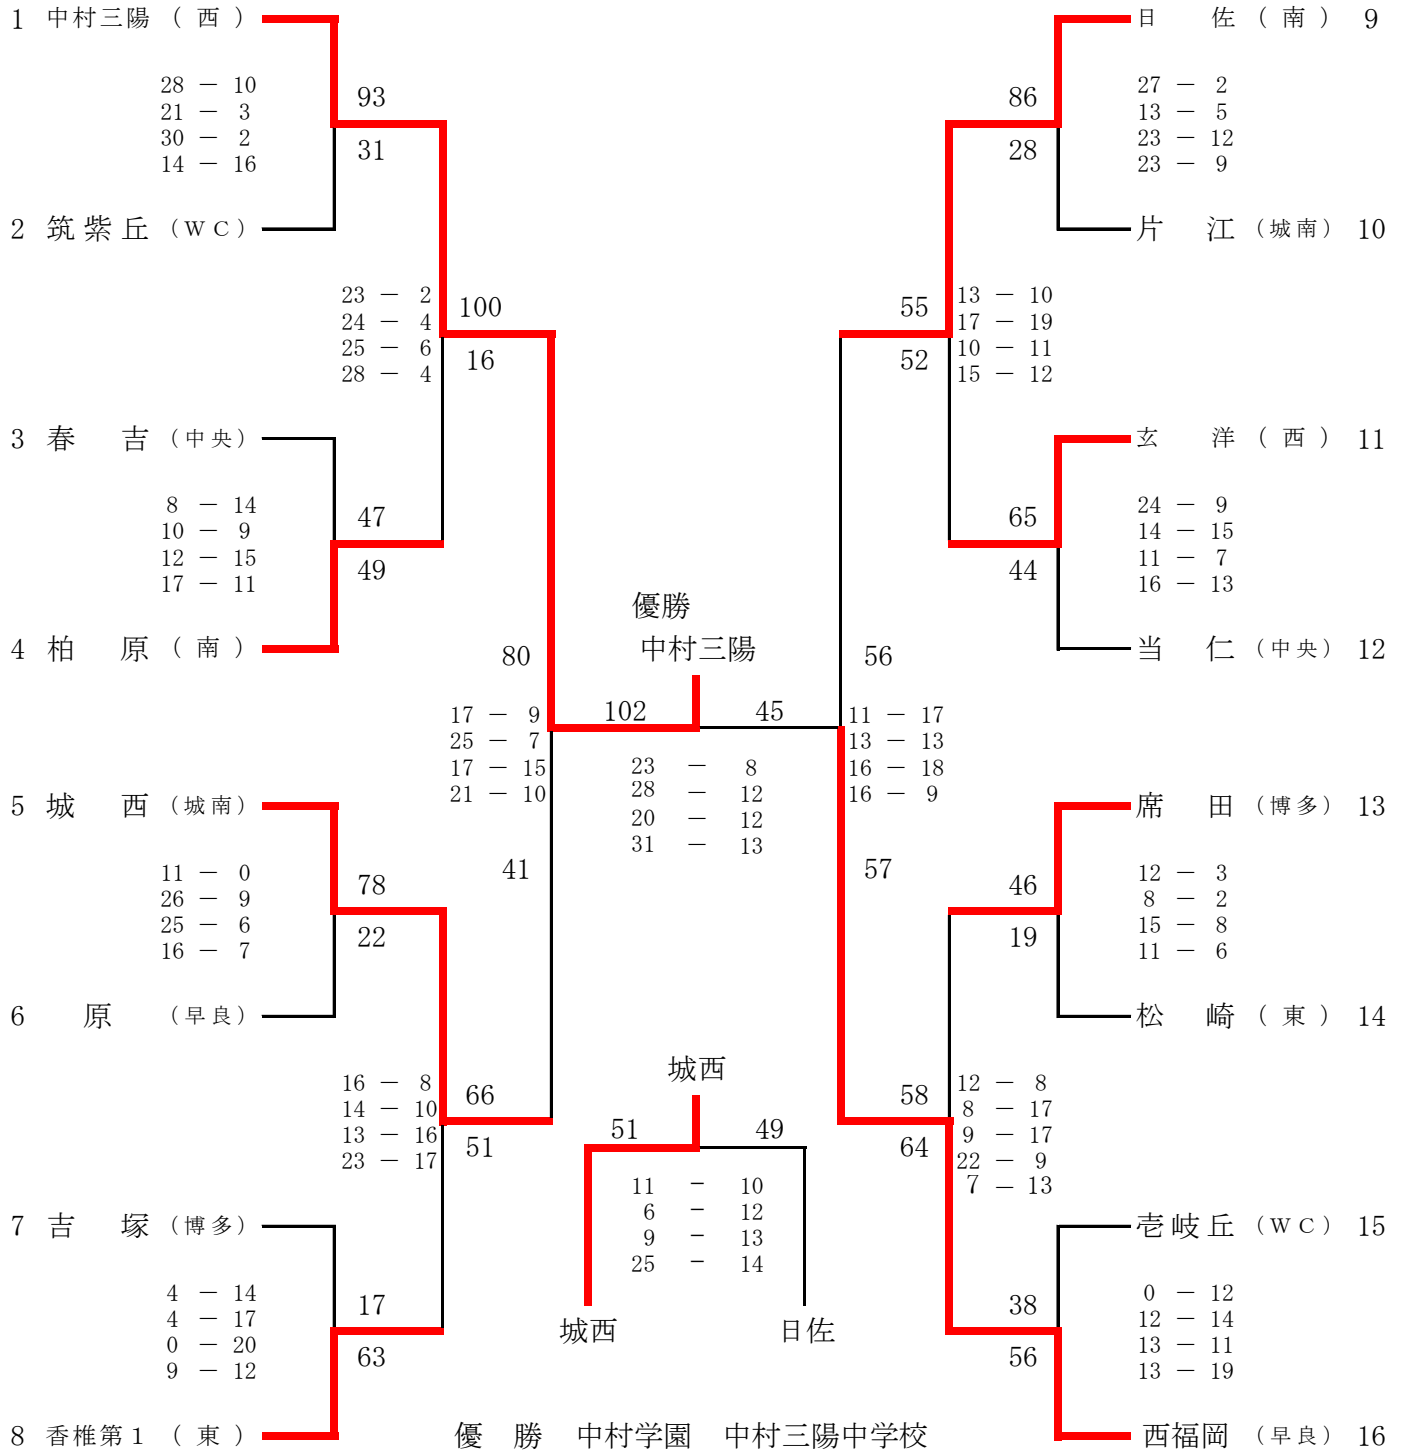 1 中村三陽 （ 西 ）
28 － 10
21 － 3
30 － 2
14 － 16
93
31
2 筑紫丘 （ＷＣ）
23 － 2
24 － 4
25 － 6
28 － 4
100
16
3 春 吉 （中央）
8 － 14
10 － 9
12 － 15
17 － 11
47
49
4 柏 原 （ 南 ）
80
17 － 9
25 － 7
17 － 15
21 － 10
41
5 城 西 （城南）
11 － 0
26 － 9
25 － 6
16 － 7
78
22
6 原 （早良）
16 － 8
14 － 10
13 － 16
23 － 17
66
51
7 吉 塚 （博多）
4 － 14
4 － 17
0 － 20
9 － 12
17
63
8 香椎第１ （ 東 ）
優勝
中村三陽
102 45
23 － 8
28 － 12
20 － 12
31 － 13
城西
51 49
11 － 10
6 － 12
9 － 13
25 － 14
城西 日佐
日 佐 （ 南 ） 9
86
28
27 － 2
13 － 5
23 － 12
23 － 9
片 江 （城南） 10
55
52
13 － 10
17 － 19
10 － 11
15 － 12
玄 洋 （ 西 ） 11
65
44
24 － 9
14 － 15
11 － 7
16 － 13
当 仁 （中央） 12
56
11 － 17
13 － 13
16 － 18
16 － 9
57
席 田 （博多） 13
46
19
12 － 3
8 － 2
15 － 8
11 － 6
松 崎 （ 東 ） 14
58
64
12 － 8
8 － 17
9 － 17
22 － 9
7 － 13
壱岐丘 （ＷＣ） 15
38
56
0 － 12
12 － 14
13 － 11
13 － 19
西福岡 （早良） 16
優 勝 中村学園 中村三陽中学校